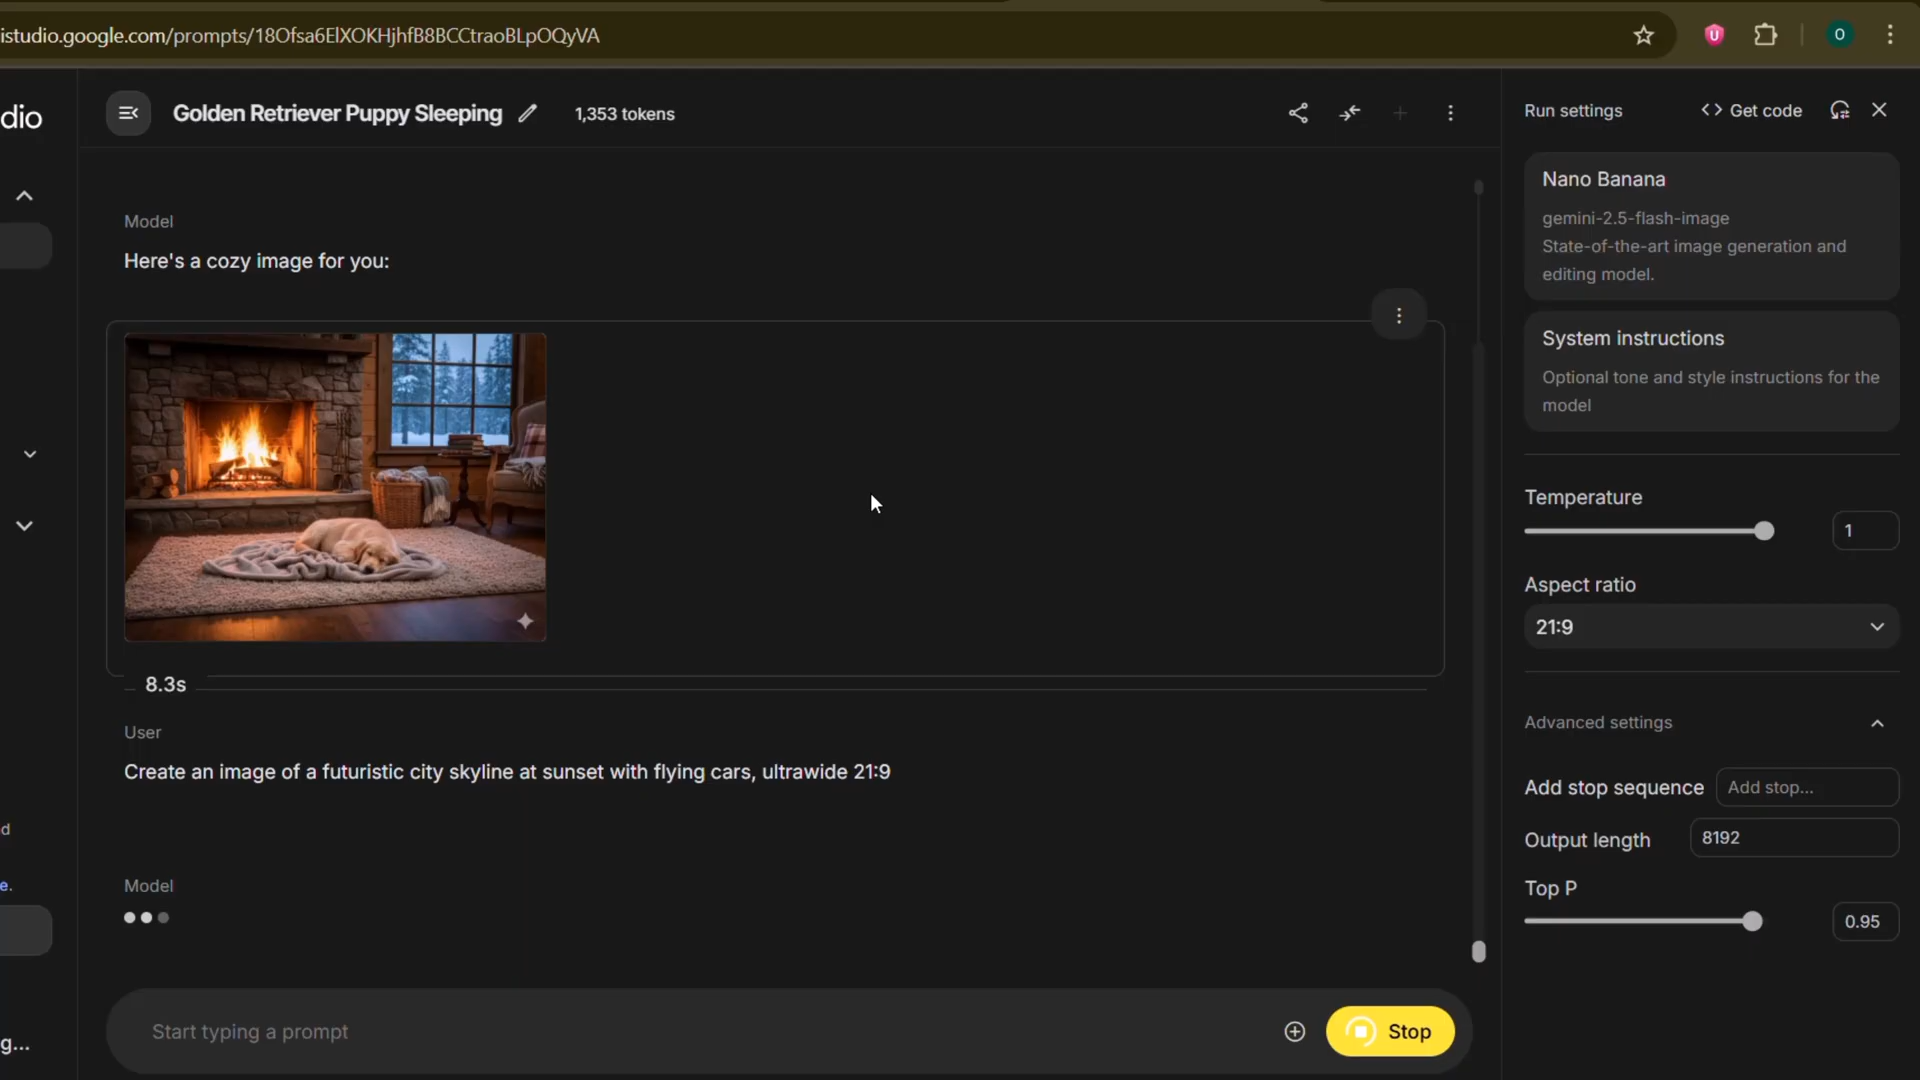 istudio.google.com/prompts/18Ofsa6ElXOKHjhfB8BCCtraoBLpOQyVA
U
O
dio
Golden Retriever Puppy Sleeping
1,353 tokens
Run settings
<> Get code
Nano Banana
gemini-2.5-flash-image
State-of-the-art image generation and
editing model.
System instructions
Optional tone and style instructions for the
model
Model
Here's a cozy image for you:
8.3s
User
Create an image of a futuristic city skyline at sunset with flying cars, ultrawide 21:9
Model
Temperature
1
Aspect ratio
21:9
Advanced settings
Add stop sequence
Add stop...
Output length
8192
Top P
0.95
d
e.
g...
Start typing a prompt
Stop